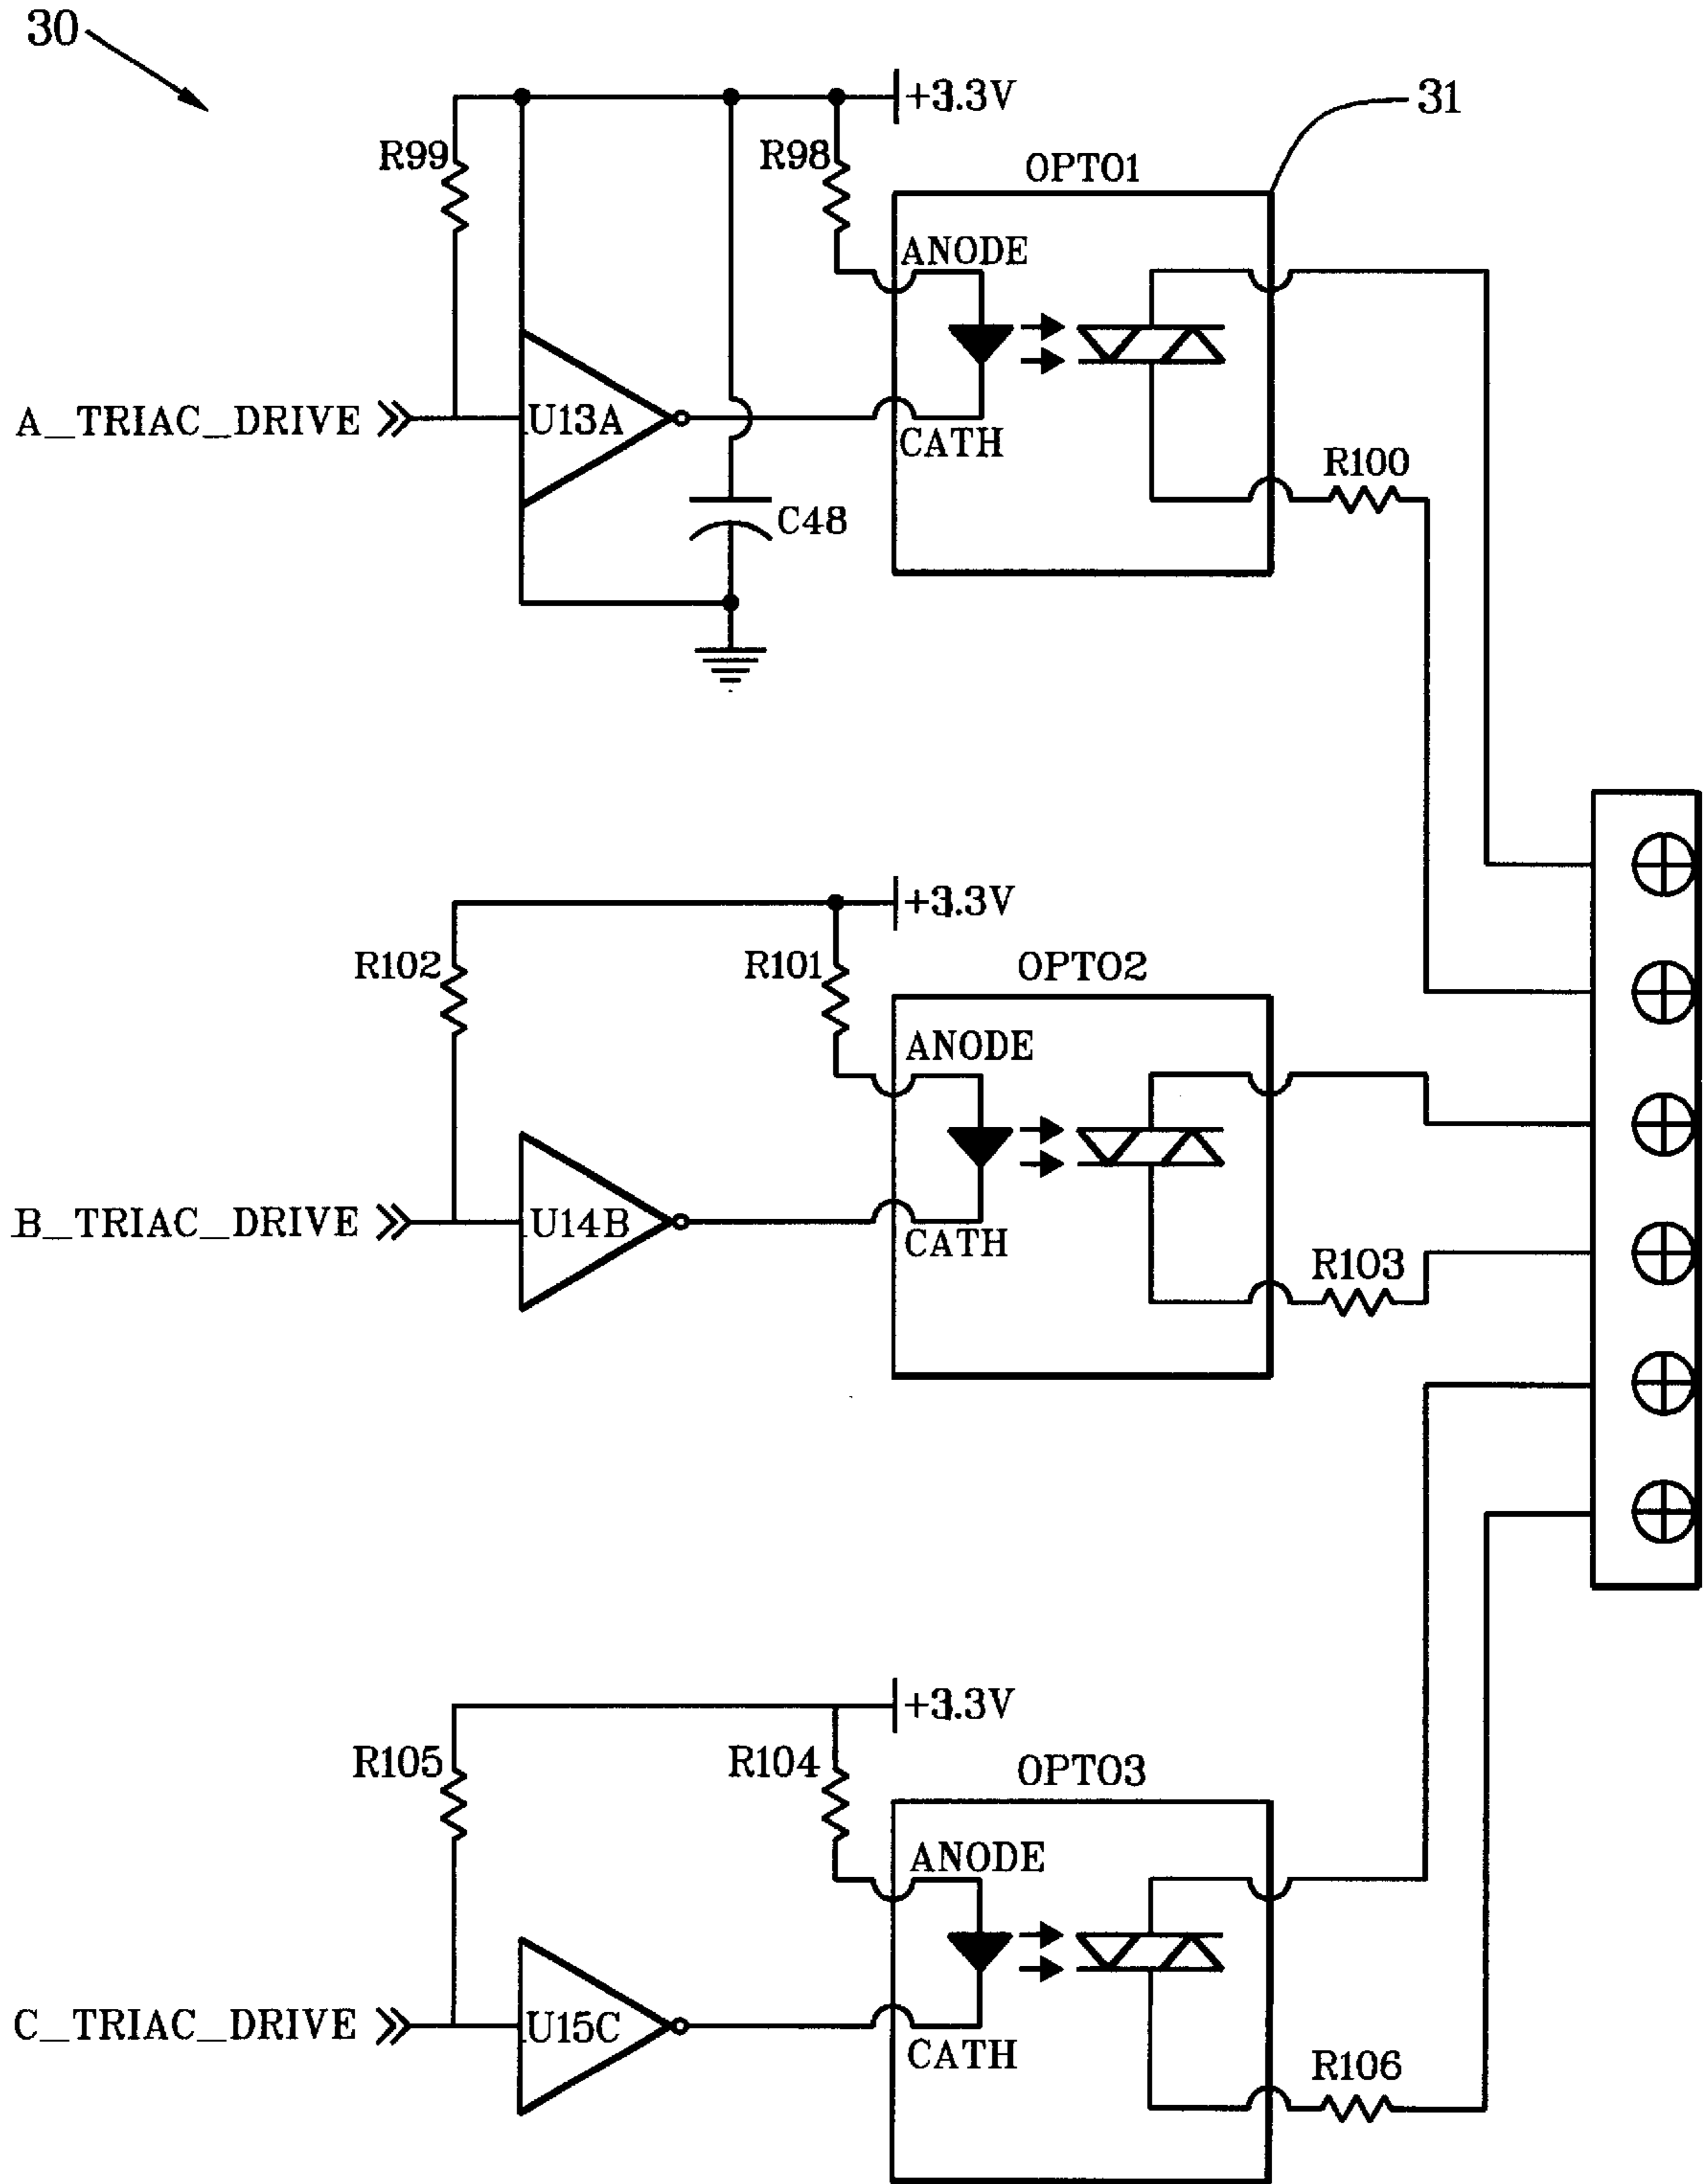 30
+3.3V
31
R99
R98
OPTO1
ANODE
A_TRIAC_DRIVE
U13A
CATH
R100
C48
+3.3V
R102
R101
OPTO2
ANODE
B_TRIAC_DRIVE
U14B
CATH
R103
+3.3V
R105
R104
OPTO3
ANODE
C_TRIAC_DRIVE
U15C
CATH
R106